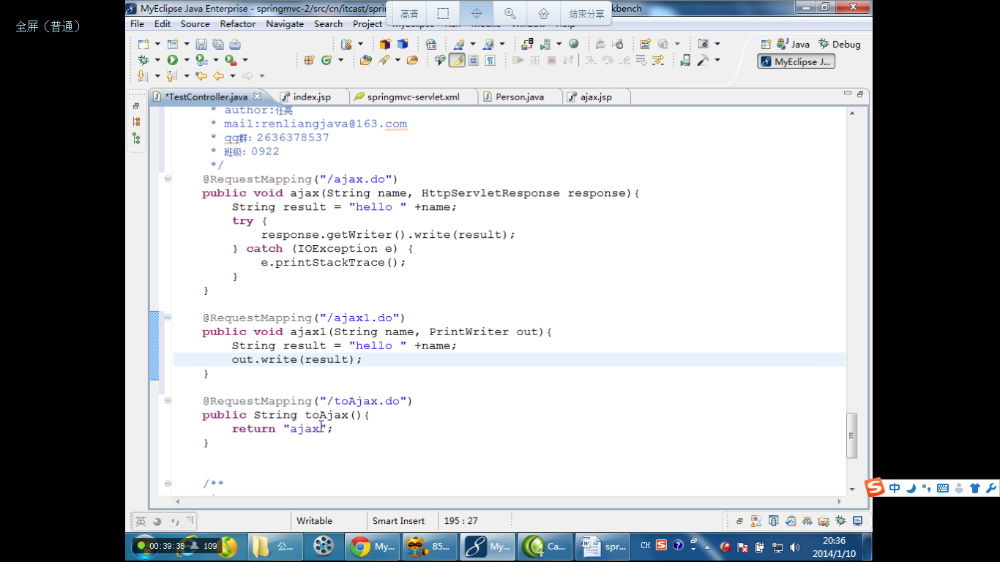 全屏（普通）
MyEclipse Java Enterprise - springmvc-2/src/cn/itcast/spri
高清
结束分享
kbench
File Edit Source Refactor Navigate Search Project
Java
Debug
MyEclipse J...
*TestController.java
index.jsp
springmvc-servlet.xml
Person.java
ajax.jsp
* author:任亮
* mail:renliangjava@163.com
* qq群: 2636378537
* 班级: 0922
*/
@RequestMapping("/ajax.do")
public void ajax(String name, HttpServletResponse response){
String result = "hello " +name;
try {
response.getWriter().write(result);
} catch (IOException e) {
e.printStackTrace();
}
}
@RequestMapping("/ajax1.do")
public void ajax1(String name, PrintWriter out){
String result = "hello " +name;
out.write(result);
}
@RequestMapping("/toAjax.do")
public String toAjax(){
return "ajax";
}
/**
中
英
Writable
Smart Insert
195 : 27
00:39:38
109
公...
My...
85...
My...
Ca...
spr...
CH
20:36
2014/1/10